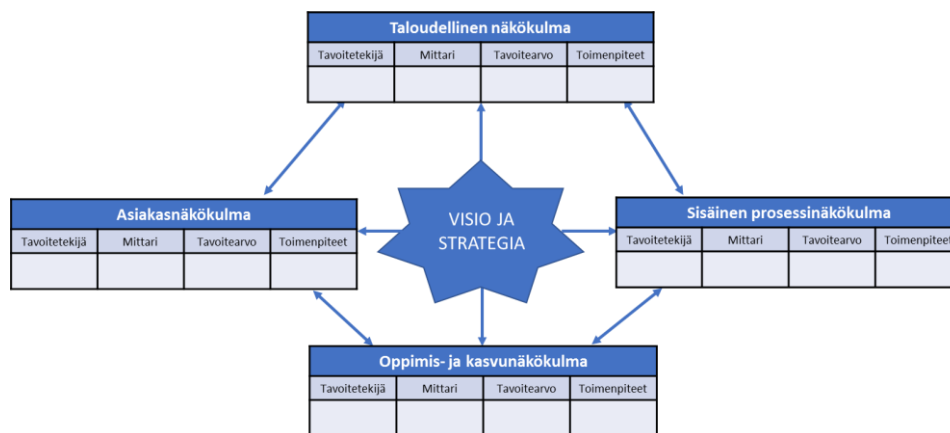 Taloudellinen näkökulma
Tavoitetekijä Mittari Tavoitearvo Toimenpiteet
Asiakasnäkökulma
Tavoitetekijä Mittari Tavoitearvo Toimenpiteet
VISIO JA
STRATEGIA
Sisäinen prosessinäkökulma
Tavoitetekijä Mittari Tavoitearvo Toimenpiteet
Oppimis- ja kasvunäkökulma
Tavoitetekijä Mittari Tavoitearvo Toimenpiteet